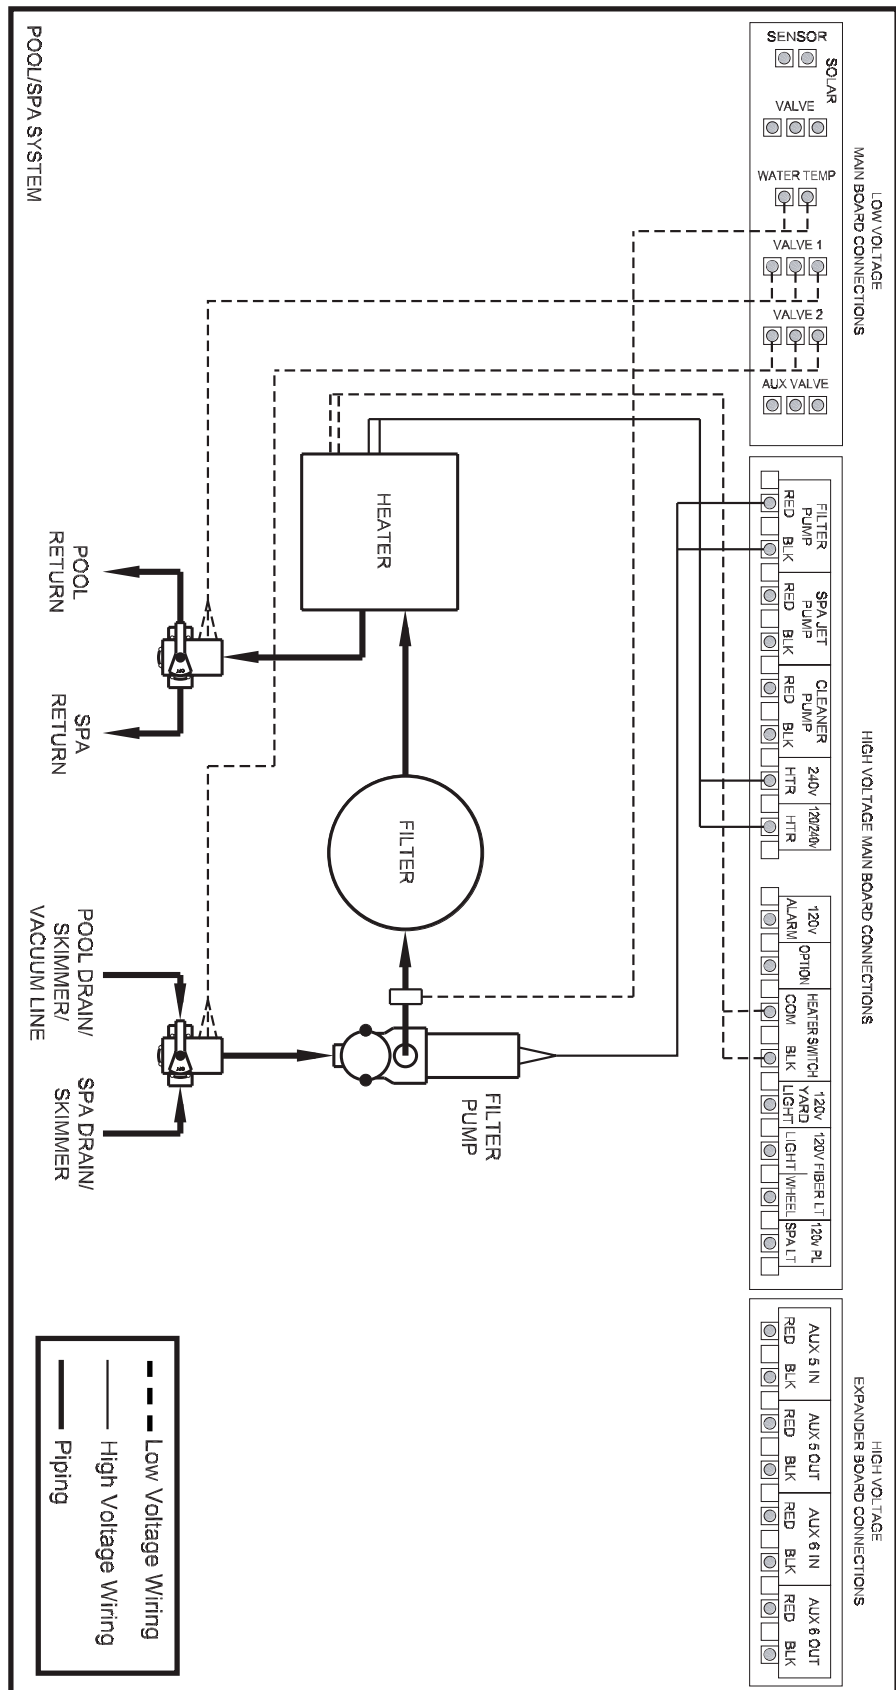 LOW VOLTAGE
MAIN BOARD CONNECTIONS
SENSOR
SOLAR
VALVE
WATER TEMP
VALVE 1
VALVE 2
AUX VALVE
HIGH VOLTAGE MAIN BOARD CONNECTIONS
FILTER
PUMP
RED BLK
SPA JET
PUMP
RED BLK
CLEANER
PUMP
RED BLK
240v
HTR
120/240v
HTR
120v
ALARM
OPTION
HEATER SWITCH
COM BLK
120v
YARD
LIGHT
120V FIBER LT
LIGHT WHEEL
120v PL
SPA LT
HIGH VOLTAGE
EXPANDER BOARD CONNECTIONS
AUX 5 IN
RED BLK
AUX 5 OUT
RED BLK
AUX 6 IN
RED BLK
AUX 6 OUT
RED BLK
HEATER
FILTER
FILTER
PUMP
POOL
RETURN
SPA
RETURN
POOL DRAIN/
SKIMMER/
VACUUM LINE
SPA DRAIN/
SKIMMER
POOL/SPA SYSTEM
Low Voltage Wiring
High Voltage Wiring
Piping